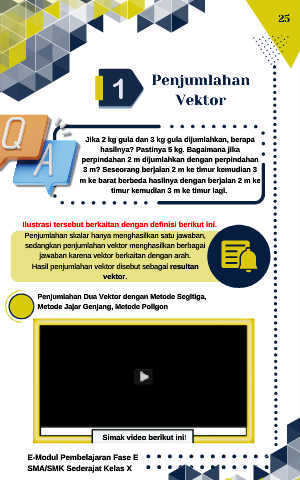 25
1
Penjumlahan
Vektor
Q
A
Jika 2 kg gula dan 3 kg gula dijumlahkan, berapa
hasilnya? Pastinya 5 kg. Bagaimana jika
perpindahan 2 m dijumlahkan dengan perpindahan
3 m? Seseorang berjalan 2 m ke timur kemudian 3
m ke barat berbeda hasilnya dengan berjalan 2 m ke
timur kemudian 3 m ke timur lagi.
Ilustrasi tersebut berkaitan dengan definisi berikut ini.
Penjumlahan skalar hanya menghasilkan satu jawaban,
sedangkan penjumlahan vektor menghasilkan berbagai
jawaban karena vektor berkaitan dengan arah.
Hasil penjumlahan vektor disebut sebagai resultan
vektor.
Penjumlahan Dua Vektor dengan Metode Segitiga,
Metode Jajar Genjang, Metode Poligon
Simak video berikut ini!
E-Modul Pembelajaran Fase E
SMA/SMK Sederajat Kelas X